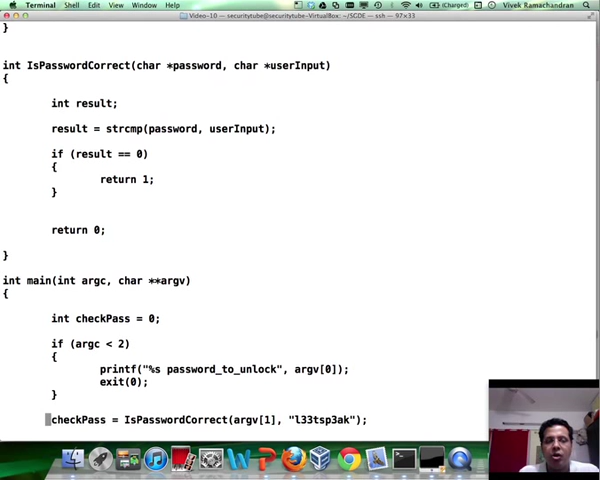 Terminal Shell Edit View Window Help (Charged) Vivek Ramachandran
Video-10 — securitytube@securitytube-VirtualBox: ~/SGDE — ssh — 97×33
}
int IsPasswordCorrect(char *password, char *userInput)
{
int result;
result = strcmp(password, userInput);
if (result == 0)
{
return 1;
}
return 0;
}
int main(int argc, char **argv)
{
int checkPass = 0;
if (argc < 2)
{
printf("%s password_to_unlock", argv[0]);
exit(0);
}
checkPass = IsPasswordCorrect(argv[1], "l33tsp3ak");